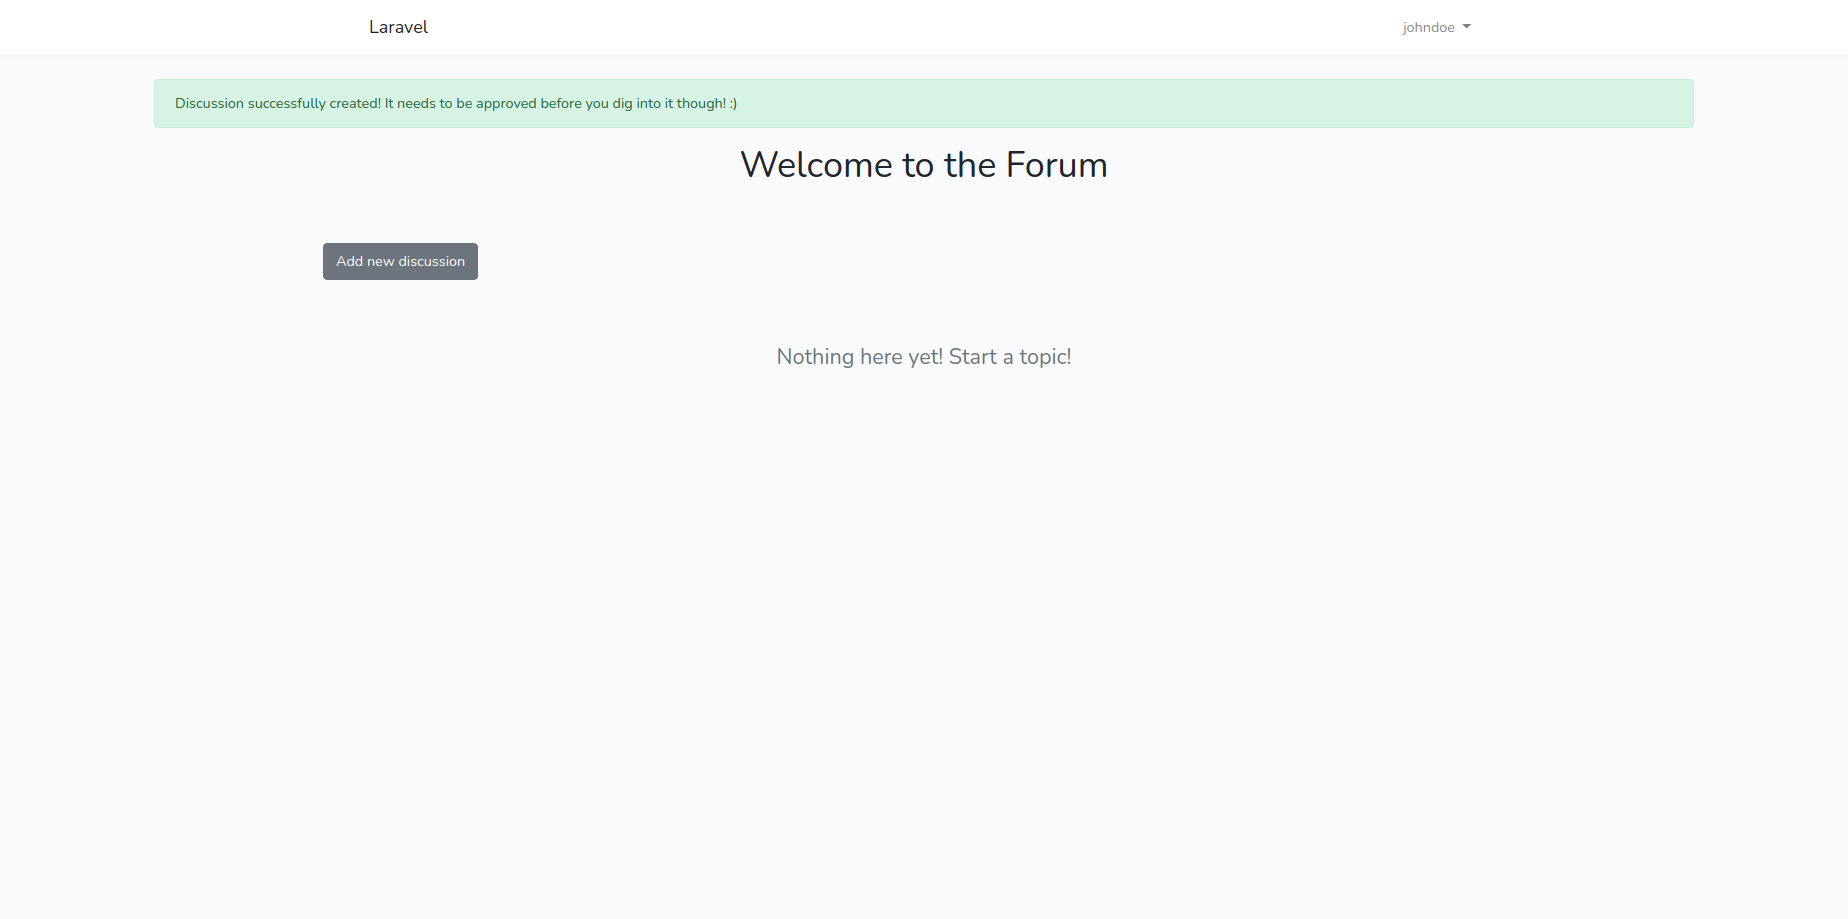 Laravel
johndoe
Discussion successfully created! It needs to be approved before you dig into it though! :)
Welcome to the Forum
Add new discussion
Nothing here yet! Start a topic!